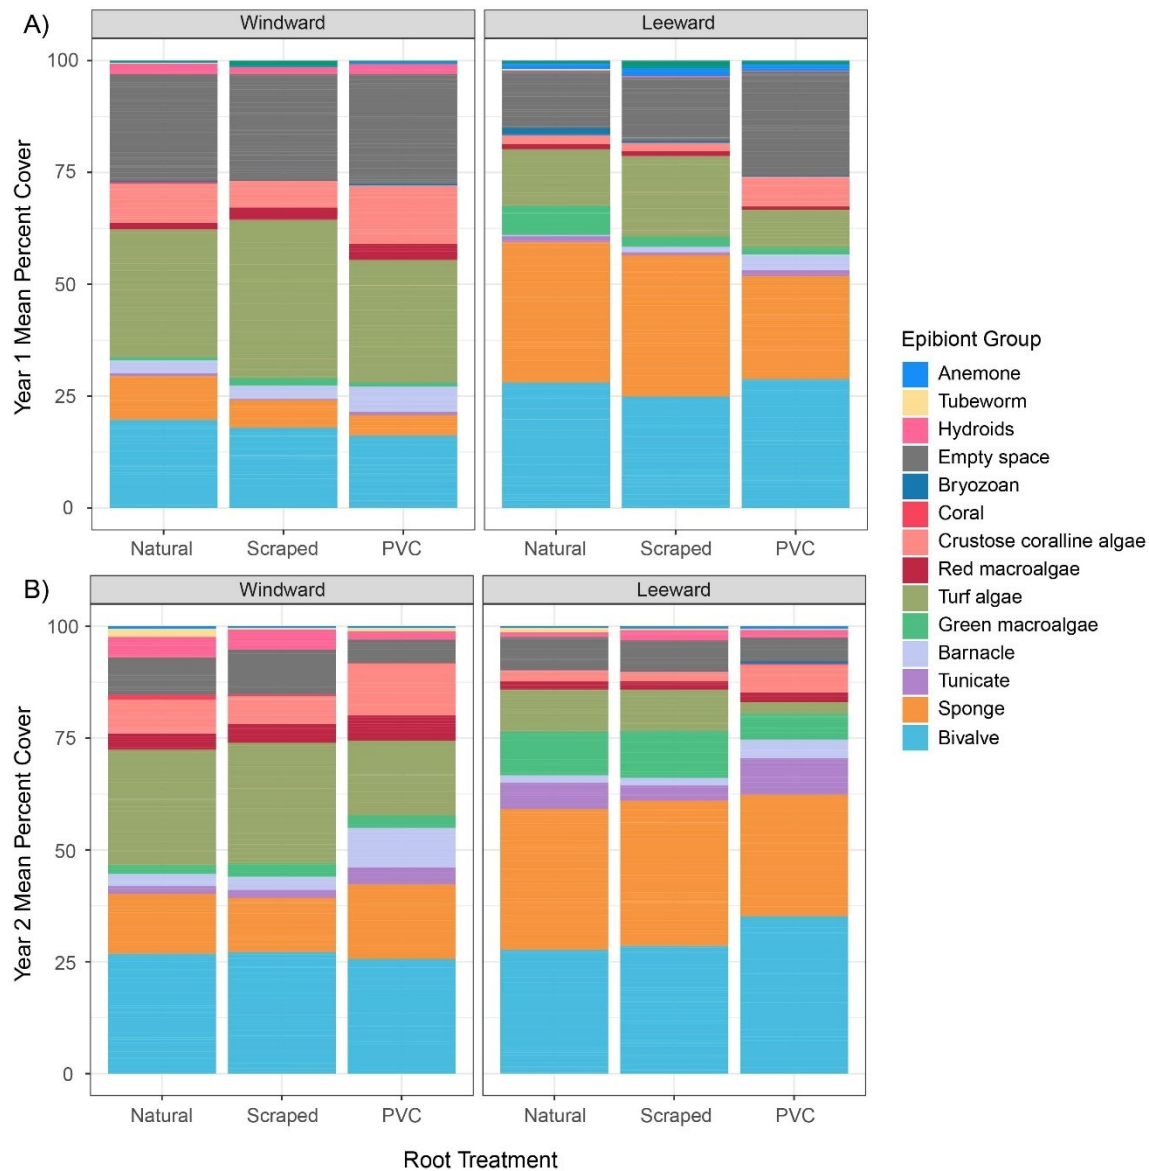 A)
Windward
Leeward
Year 1 Mean Percent Cover
100
75
50
25
0
Natural
Scraped
PVC
Natural
Scraped
PVC
B)
Windward
Leeward
Year 2 Mean Percent Cover
100
75
50
25
0
Natural
Scraped
PVC
Natural
Scraped
PVC
Root Treatment
Epibiont Group
Anemone
Tubeworm
Hydroids
Empty space
Bryozoan
Coral
Crustose coralline algae
Red macroalgae
Turf algae
Green macroalgae
Barnacle
Tunicate
Sponge
Bivalve